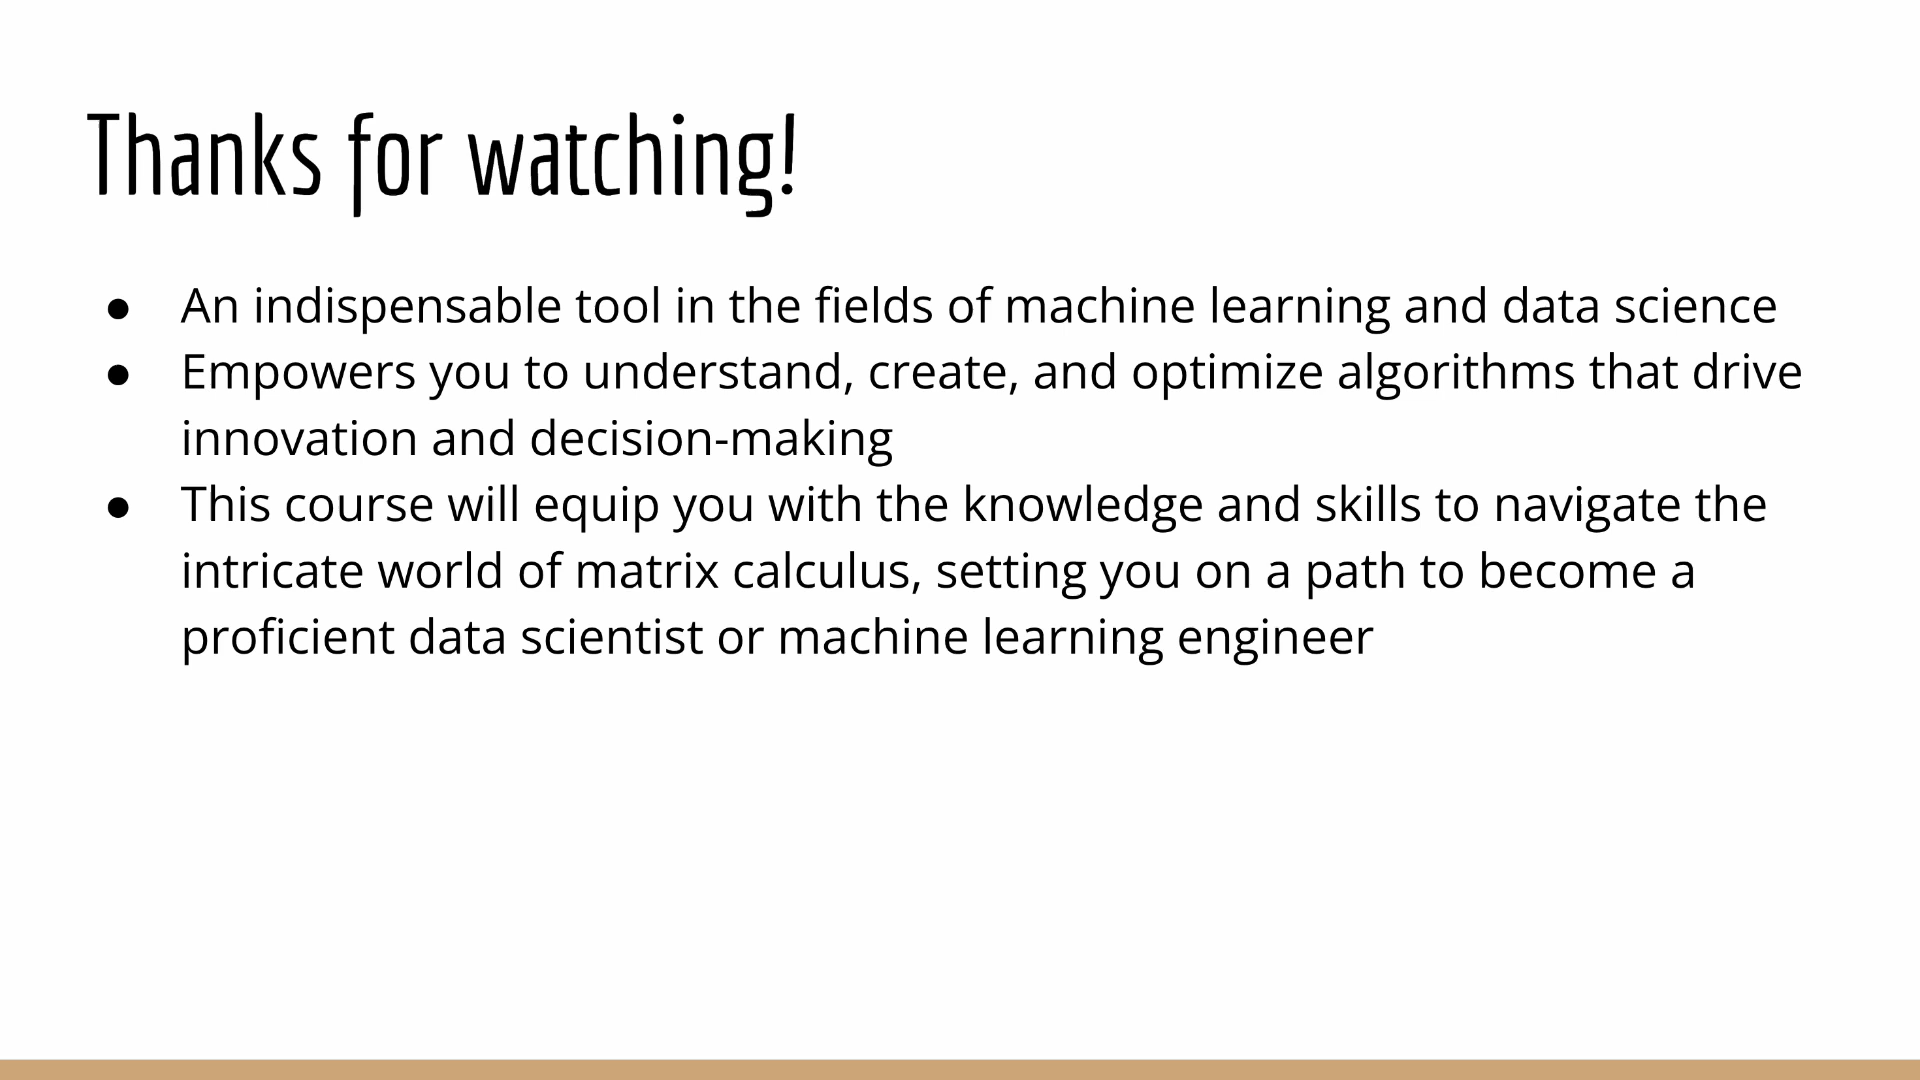 Thanks for watching!
● An indispensable tool in the fields of machine learning and data science
● Empowers you to understand, create, and optimize algorithms that drive
innovation and decision-making
● This course will equip you with the knowledge and skills to navigate the
intricate world of matrix calculus, setting you on a path to become a
proficient data scientist or machine learning engineer